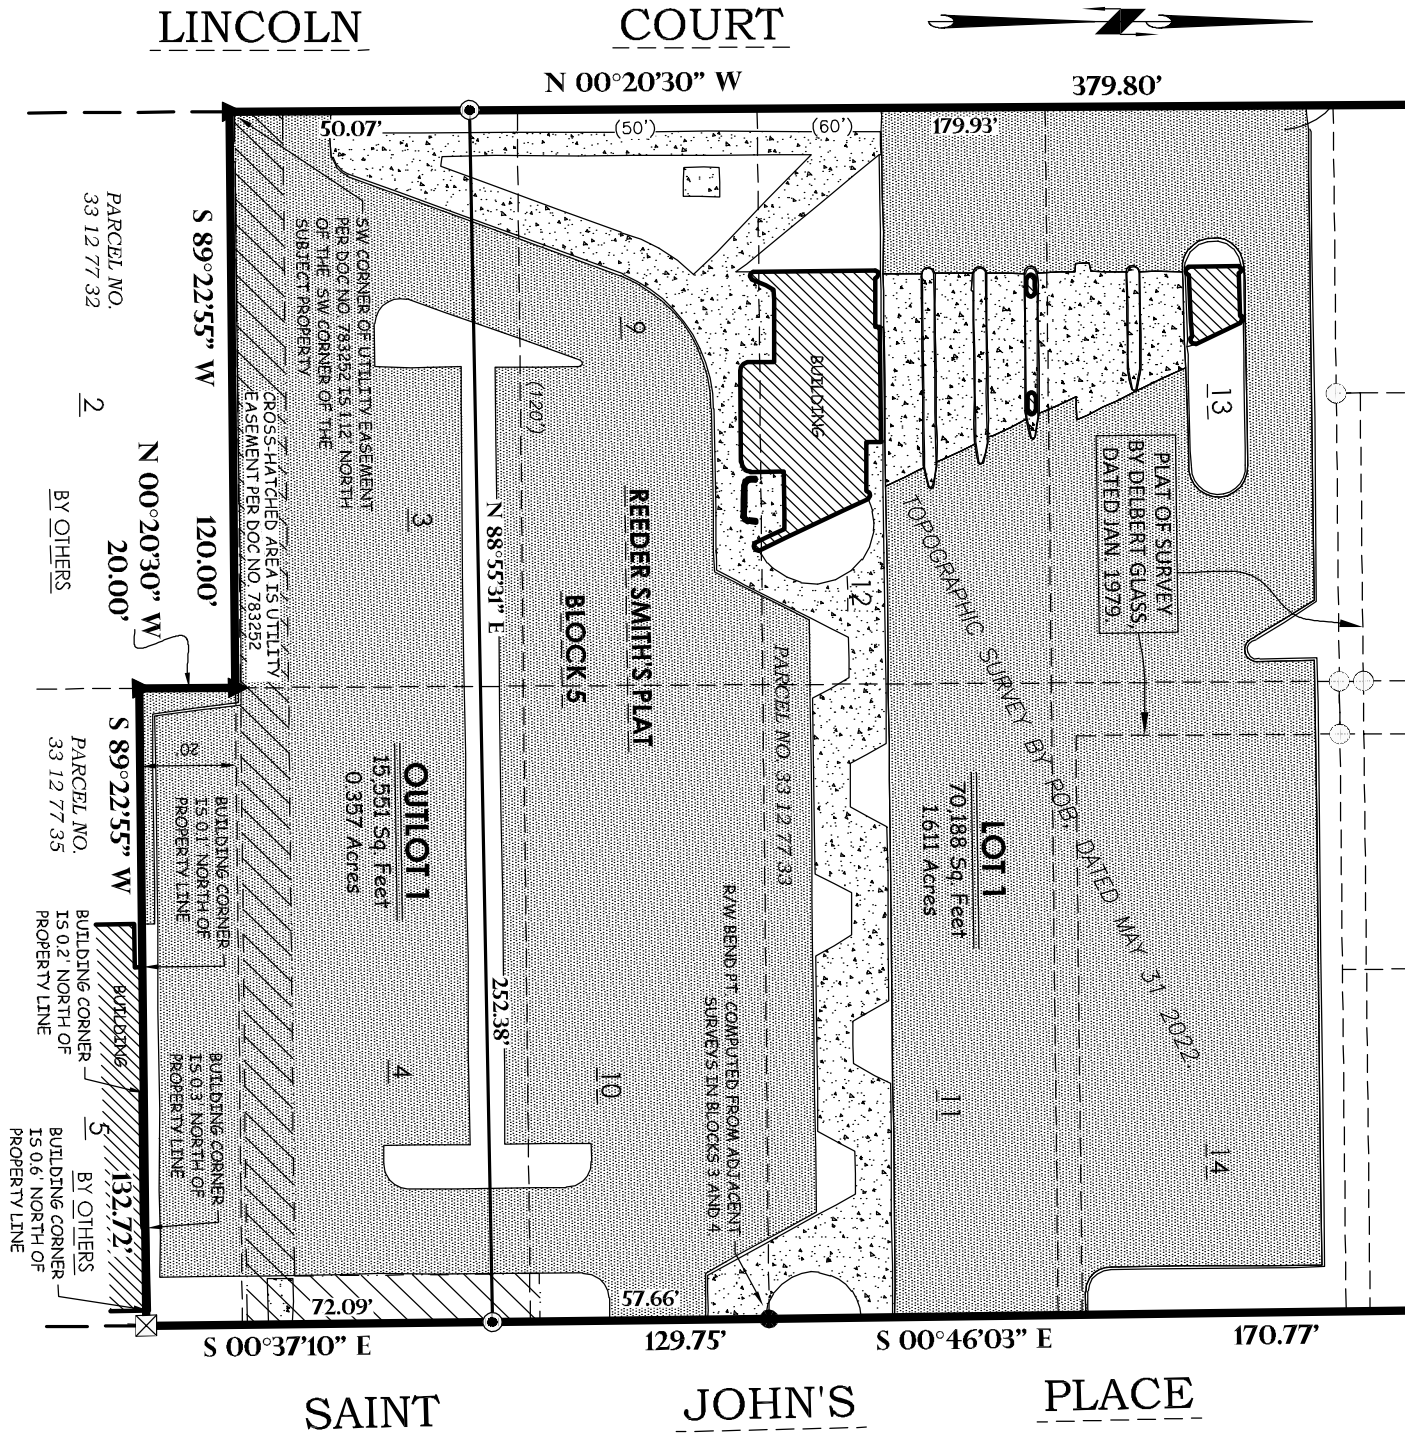 LINCOLN COURT
N 00°20'30" W
379.80'
50.07'
(50')
(60')
179.93'
PARCEL NO.
33 12 77 32
S 89°22'55" W
120.00'
2
BY OTHERS
N 00°20'30" W
20.00'
SW CORNER OF UTILITY EASEMENT
PER DOC NO. 783252 IS 1.12' NORTH
OF THE SW CORNER OF THE
SUBJECT PROPERTY
CROSS-HATCHED AREA IS UTILITY
EASEMENT PER DOC NO. 783252
3
9
(120')
N 88°55'31" E
252.38'
REEDER SMITH'S PLAT
BLOCK 5
BUILDING
12
13
PLAT OF SURVEY
BY DELBERT GLASS,
DATED JAN. 1979.
TOPOGRAPHIC SURVEY BY ROB. DATED MAY 31 2022.
PARCEL NO. 33 12 77 33
OUTLOT 1
15,551 Sq. Feet
0.357 Acres
LOT 1
70,188 Sq. Feet
1.611 Acres
R/W BEND PT. COMPUTED FROM ADJACENT
SURVEYS IN BLOCKS 3 AND 4.
20'
S 89°22'55" W
132.72'
PARCEL NO.
33 12 77 35
BUILDING CORNER
IS 0.1' NORTH OF
PROPERTY LINE
BUILDING CORNER
IS 0.2' NORTH OF
PROPERTY LINE
BUILDING
BUILDING CORNER
IS 0.3' NORTH OF
PROPERTY LINE
5
BY OTHERS
BUILDING CORNER
IS 0.6' NORTH OF
PROPERTY LINE
4
10
11
14
72.09'
57.66'
S 00°37'10" E
129.75'
S 00°46'03" E
170.77'
SAINT JOHN'S PLACE